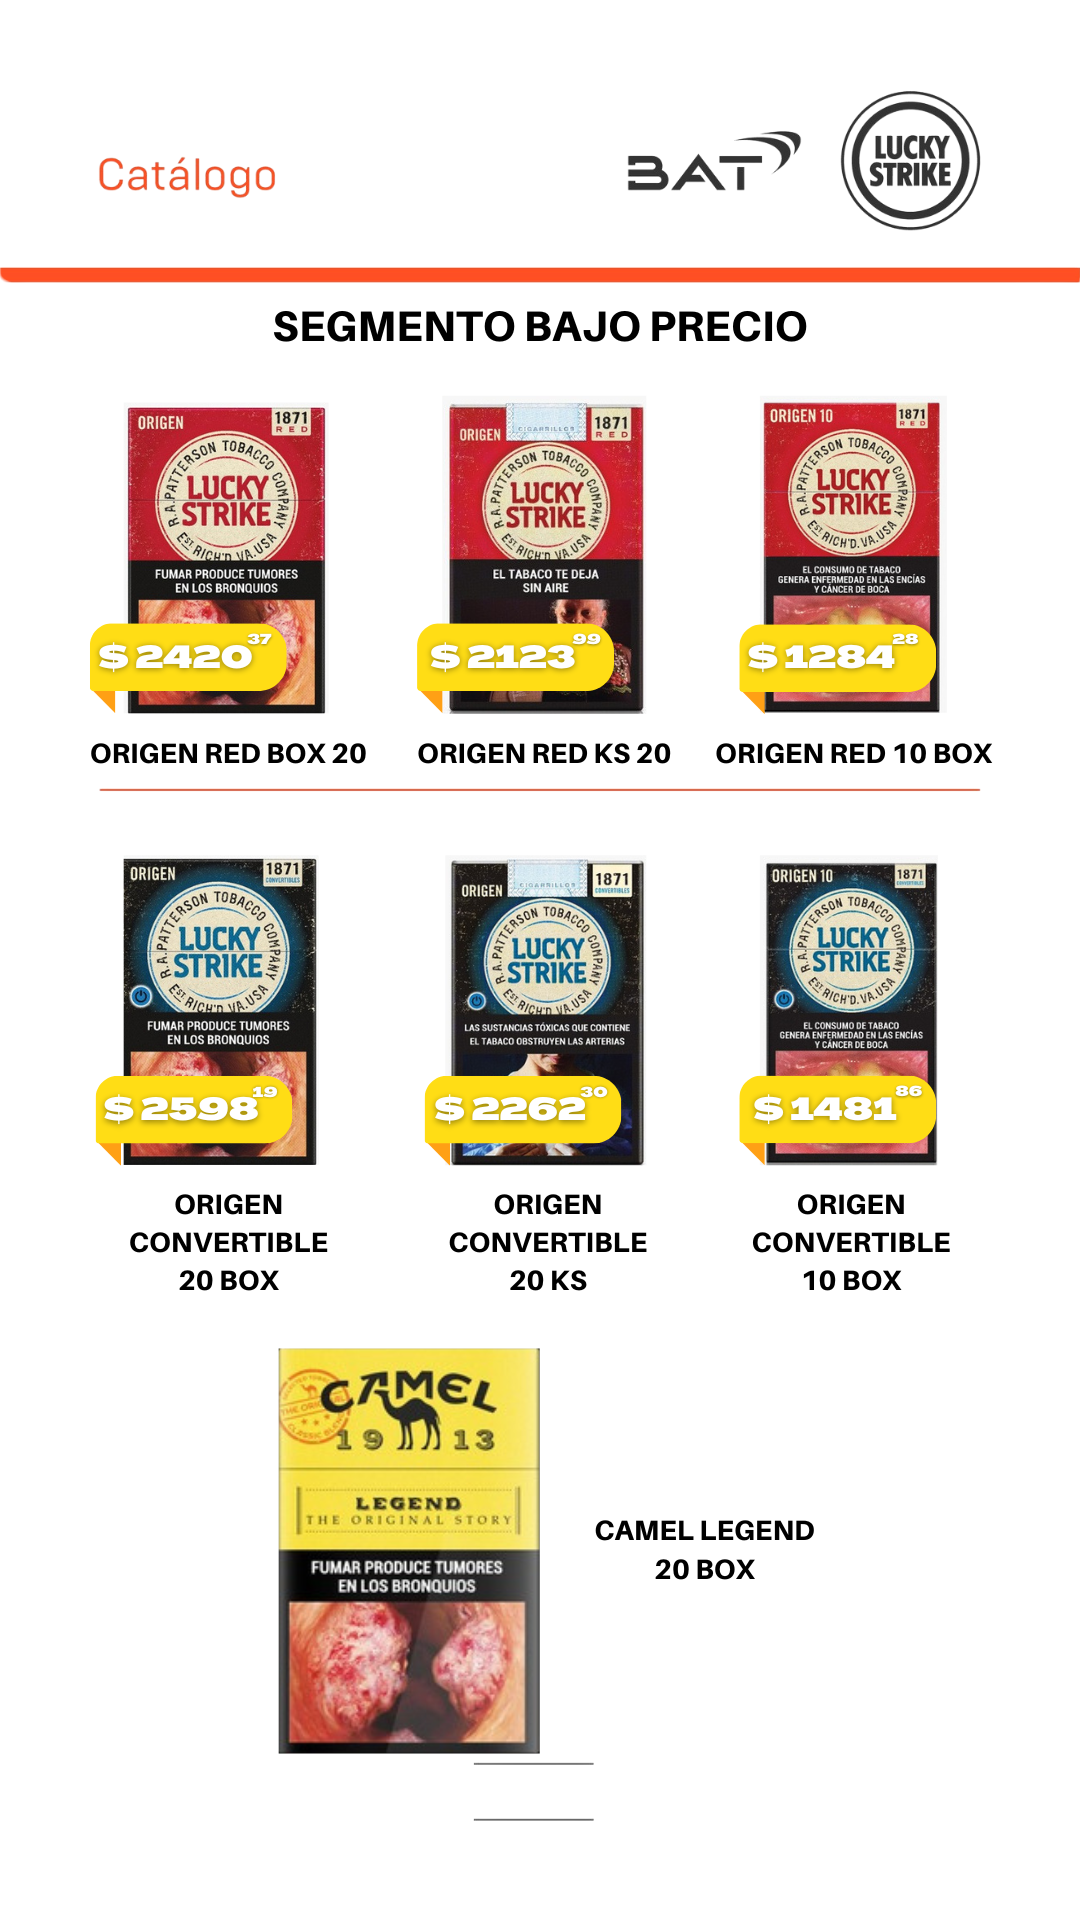 Catálogo
BAT
LUCKY
STRIKE
SEGMENTO BAJO PRECIO
ORIGEN
1871
RED
R.A.PATTERSON TOBACCO COMPANY
LUCKY
STRIKE
EST. RICH'D. VA. USA
FUMAR PRODUCE TUMORES
EN LOS BRONQUIOS
$ 2420 37
ORIGEN RED BOX 20
CIGARRILLOS
ORIGEN
1871
RED
R.A.PATTERSON TOBACCO COMPANY
LUCKY
STRIKE
EST. RICH'D. VA. USA
EL TABACO TE DEJA
SIN AIRE
$ 2123 99
ORIGEN RED KS 20
ORIGEN 10
1871
RED
R.A.PATTERSON TOBACCO COMPANY
LUCKY
STRIKE
EST. RICH'D. VA. USA
EL CONSUMO DE TABACO
GENERA ENFERMEDAD EN LAS ENCÍAS
Y CÁNCER DE BOCA
$ 1284 28
ORIGEN RED 10 BOX
ORIGEN
1871
CONVERTIBLES
R.A.PATTERSON TOBACCO COMPANY
LUCKY
STRIKE
EST. RICH'D. VA. USA
FUMAR PRODUCE TUMORES
EN LOS BRONQUIOS
$ 2598 19
ORIGEN
CONVERTIBLE
20 BOX
CIGARRILLOS
ORIGEN
1871
CONVERTIBLES
R.A.PATTERSON TOBACCO COMPANY
LUCKY
STRIKE
EST. RICH'D. VA. USA
LAS SUSTANCIAS TÓXICAS QUE CONTIENE
EL TABACO OBSTRUYEN LAS ARTERIAS
$ 2262 30
ORIGEN
CONVERTIBLE
20 KS
ORIGEN 10
1871
CONVERTIBLES
R.A.PATTERSON TOBACCO COMPANY
LUCKY
STRIKE
EST. RICH'D. VA. USA
EL CONSUMO DE TABACO
GENERA ENFERMEDAD EN LAS ENCÍAS
Y CÁNCER DE BOCA
$ 1481 86
ORIGEN
CONVERTIBLE
10 BOX
CAMEL
1913
LEGEND
THE ORIGINAL STORY
FUMAR PRODUCE TUMORES
EN LOS BRONQUIOS
CAMEL LEGEND
20 BOX